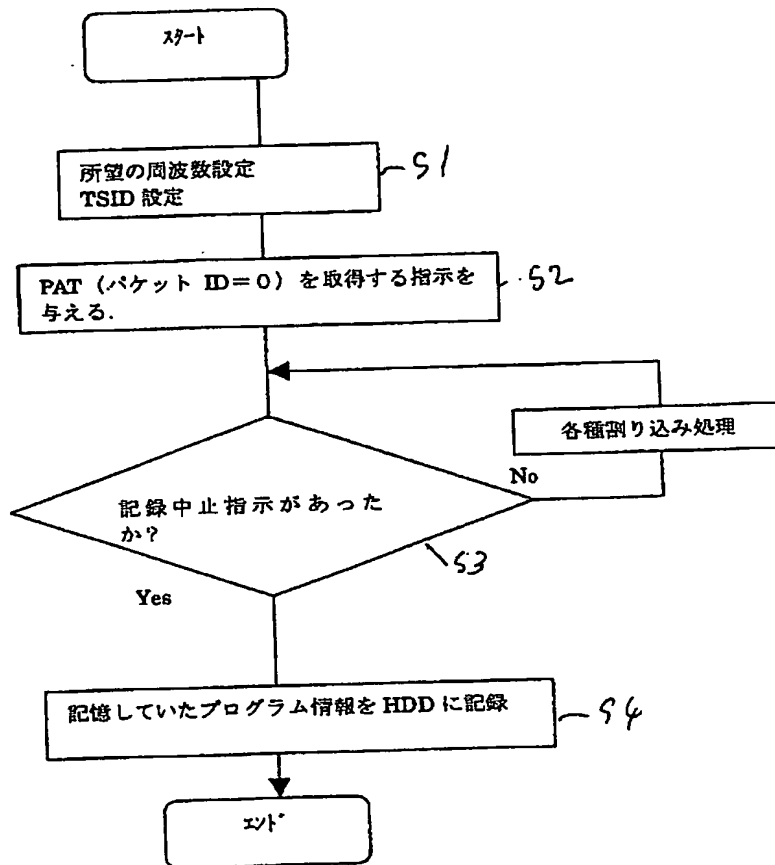 スタート
所望の周波数設定
TSID 設定
S1
PAT (パケット ID=0) を取得する指示を
与える.
S2
各種割り込み処理
No
記録中止指示があった
か?
S3
Yes
記憶していたプログラム情報を HDD に記録
S4
エンド